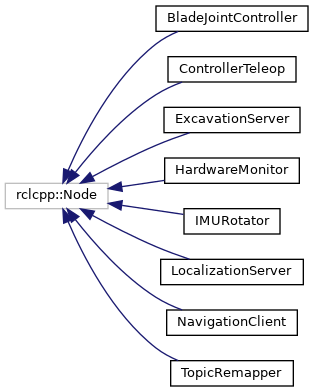 BladeJointController
ControllerTeleop
ExcavationServer
HardwareMonitor
rclcpp::Node
IMURotator
LocalizationServer
NavigationClient
TopicRemapper